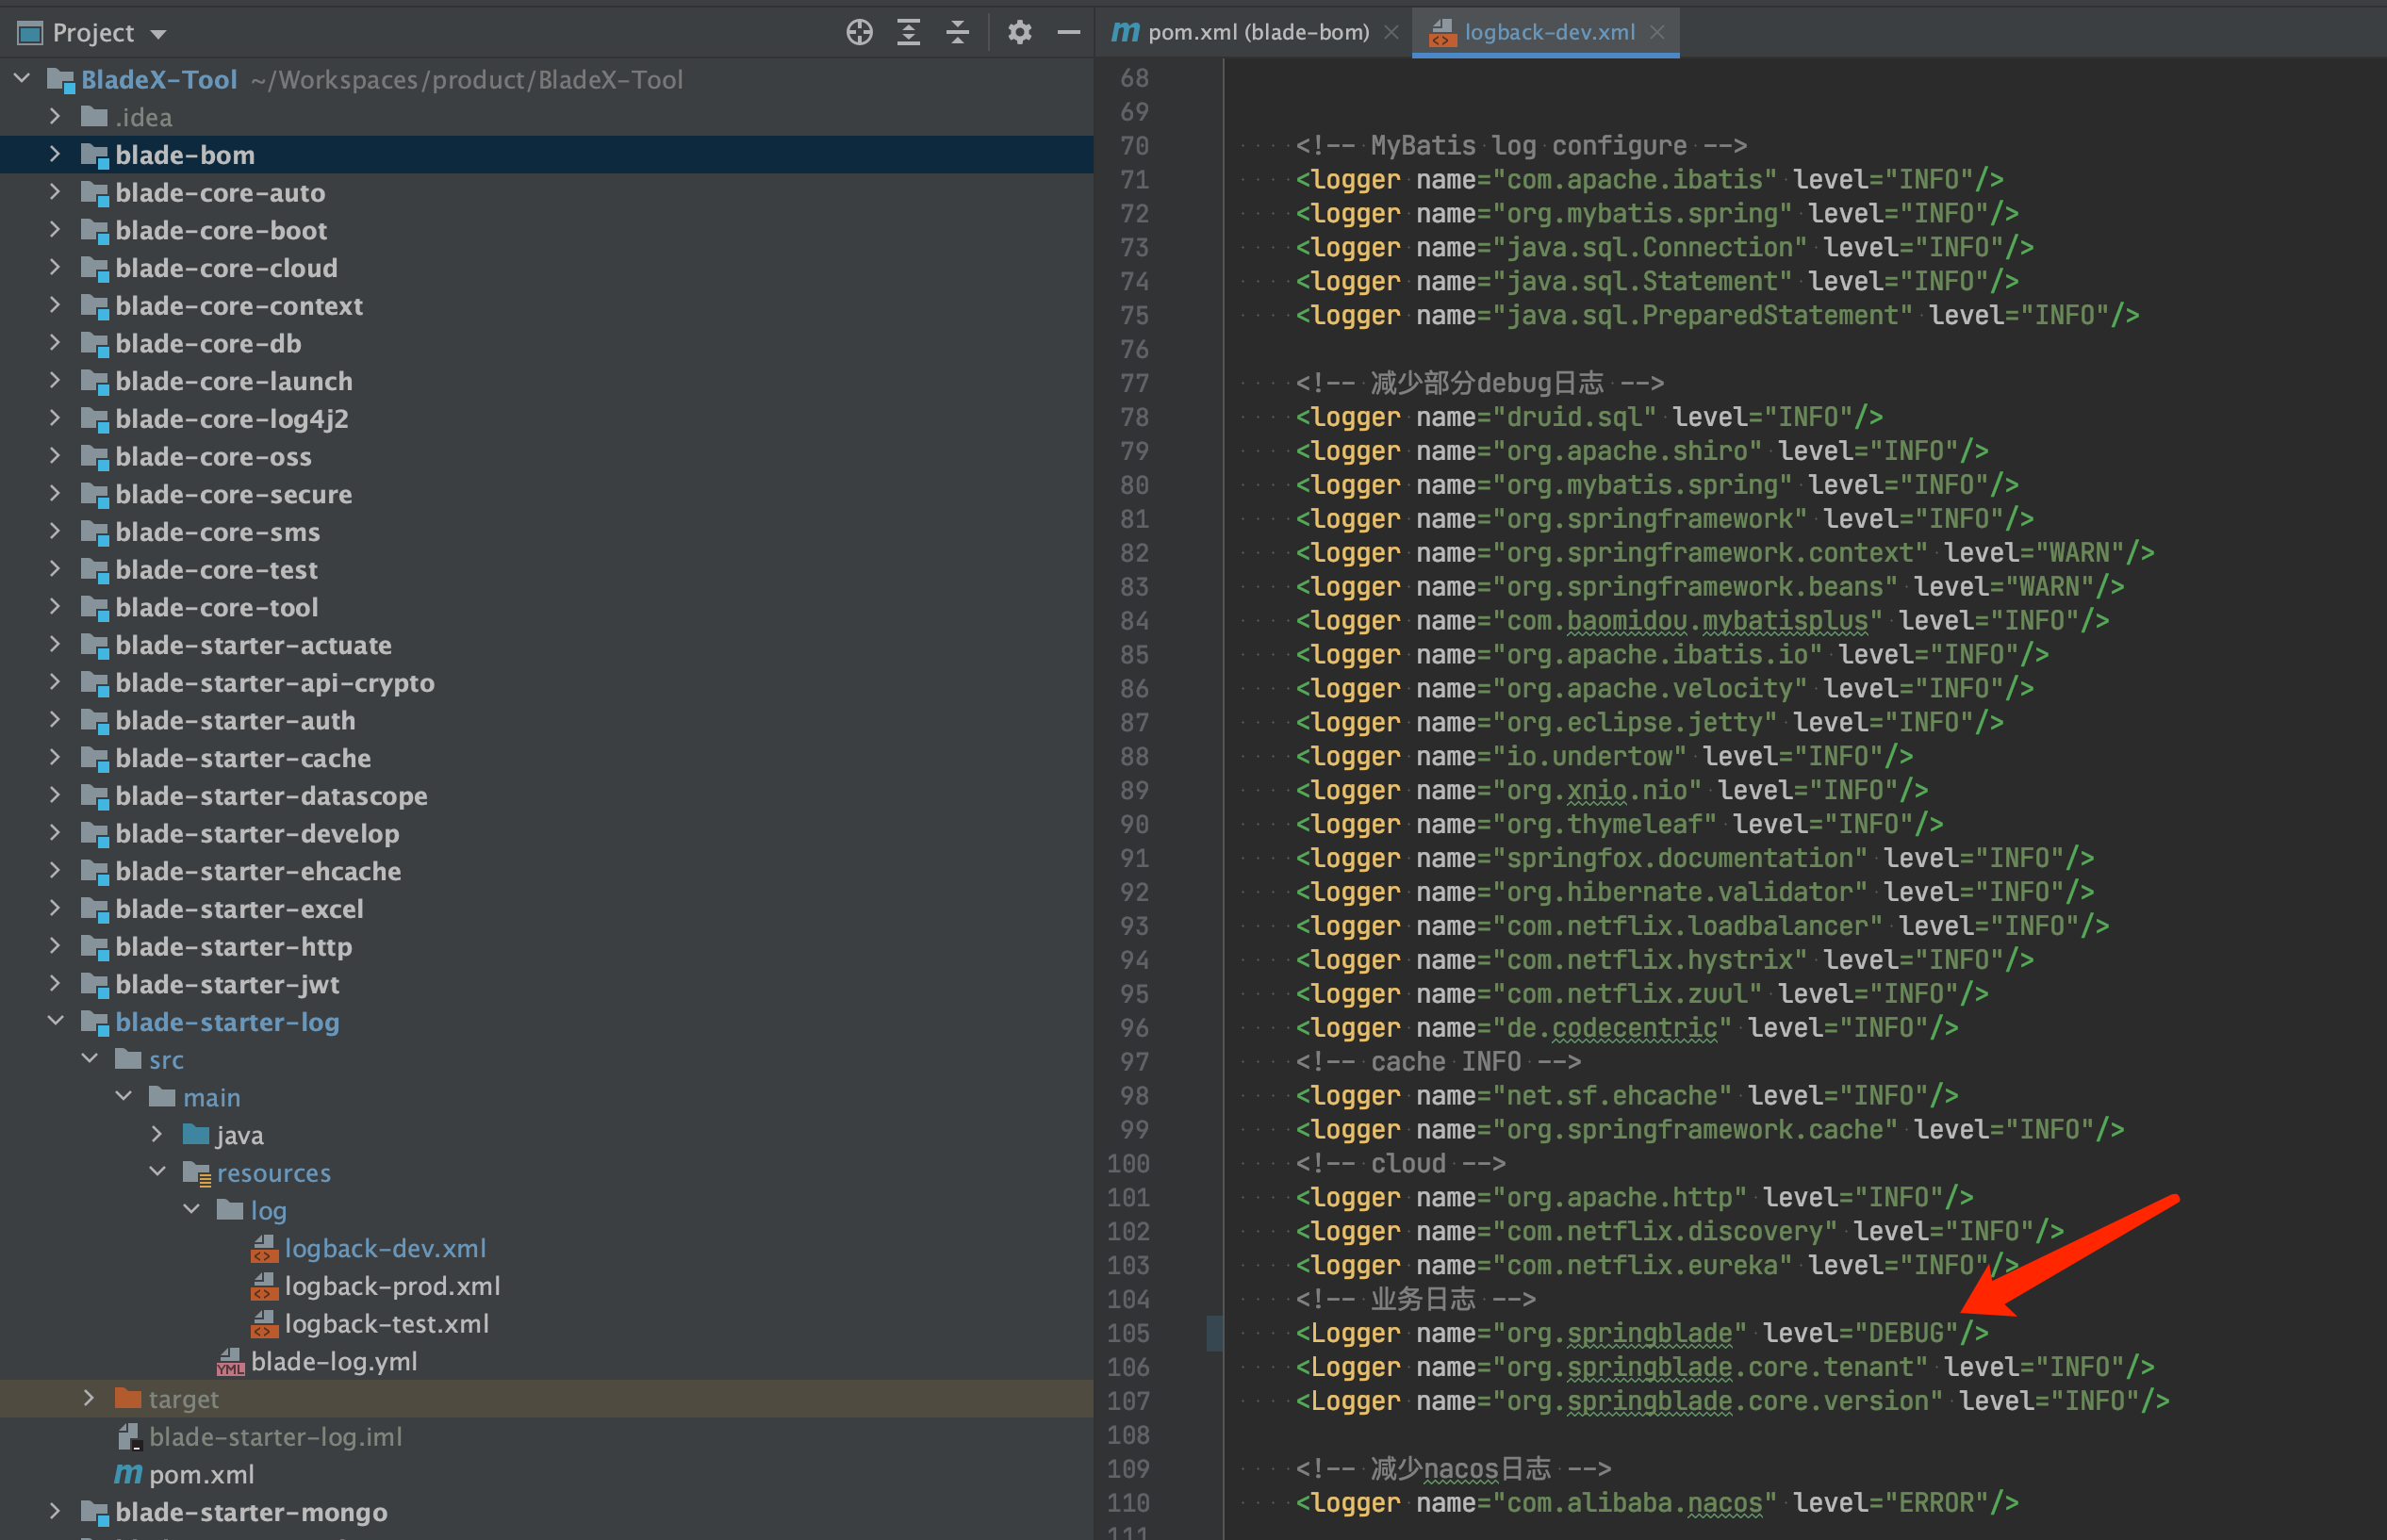 Project
BladeX-Tool ~/Workspaces/product/BladeX-Tool
.idea
blade-bom
blade-core-auto
blade-core-boot
blade-core-cloud
blade-core-context
blade-core-db
blade-core-launch
blade-core-log4j2
blade-core-oss
blade-core-secure
blade-core-sms
blade-core-test
blade-core-tool
blade-starter-actuate
blade-starter-api-crypto
blade-starter-auth
blade-starter-cache
blade-starter-datascope
blade-starter-develop
blade-starter-ehcache
blade-starter-excel
blade-starter-http
blade-starter-jwt
blade-starter-log
src
main
java
resources
log
logback-dev.xml
logback-prod.xml
logback-test.xml
blade-log.yml
target
blade-starter-log.iml
pom.xml
blade-starter-mongo
pom.xml (blade-bom)
logback-dev.xml
68
69
70 <!-- MyBatis log configure -->
71 <logger name="com.apache.ibatis" level="INFO"/>
72 <logger name="org.mybatis.spring" level="INFO"/>
73 <logger name="java.sql.Connection" level="INFO"/>
74 <logger name="java.sql.Statement" level="INFO"/>
75 <logger name="java.sql.PreparedStatement" level="INFO"/>
76
77 <!-- 减少部分debug日志 -->
78 <logger name="druid.sql" level="INFO"/>
79 <logger name="org.apache.shiro" level="INFO"/>
80 <logger name="org.mybatis.spring" level="INFO"/>
81 <logger name="org.springframework" level="INFO"/>
82 <logger name="org.springframework.context" level="WARN"/>
83 <logger name="org.springframework.beans" level="WARN"/>
84 <logger name="com.baomidou.mybatisplus" level="INFO"/>
85 <logger name="org.apache.ibatis.io" level="INFO"/>
86 <logger name="org.apache.velocity" level="INFO"/>
87 <logger name="org.eclipse.jetty" level="INFO"/>
88 <logger name="io.undertow" level="INFO"/>
89 <logger name="org.xnio.nio" level="INFO"/>
90 <logger name="org.thymeleaf" level="INFO"/>
91 <logger name="springfox.documentation" level="INFO"/>
92 <logger name="org.hibernate.validator" level="INFO"/>
93 <logger name="com.netflix.loadbalancer" level="INFO"/>
94 <logger name="com.netflix.hystrix" level="INFO"/>
95 <logger name="com.netflix.zuul" level="INFO"/>
96 <logger name="de.codecentric" level="INFO"/>
97 <!-- cache INFO -->
98 <logger name="net.sf.ehcache" level="INFO"/>
99 <logger name="org.springframework.cache" level="INFO"/>
100 <!-- cloud -->
101 <logger name="org.apache.http" level="INFO"/>
102 <logger name="com.netflix.discovery" level="INFO"/>
103 <logger name="com.netflix.eureka" level="INFO"/>
104 <!-- 业务日志 -->
105 <Logger name="org.springblade" level="DEBUG"/>
106 <Logger name="org.springblade.core.tenant" level="INFO"/>
107 <Logger name="org.springblade.core.version" level="INFO"/>
108
109 <!-- 减少nacos日志 -->
110 <logger name="com.alibaba.nacos" level="ERROR"/>
111